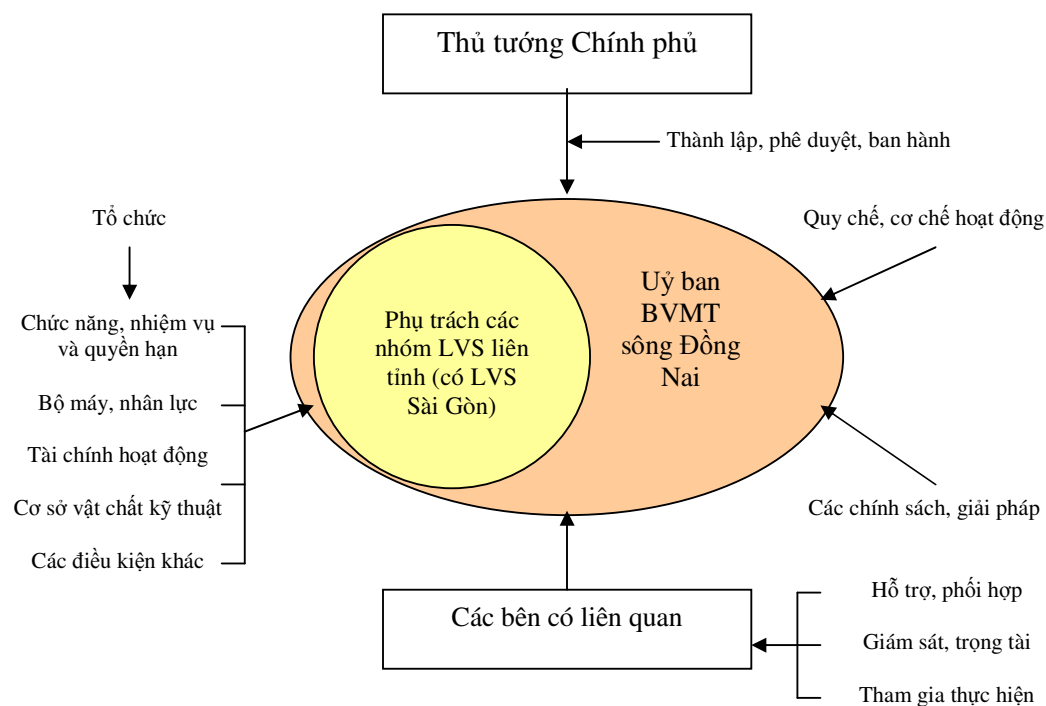 Thủ tướng Chính phủ
Thành lập, phê duyệt, ban hành
Tổ chức
Quy chế, cơ chế hoạt động
Chức năng, nhiệm vụ
và quyền hạn
Bộ máy, nhân lực
Tài chính hoạt động
Cơ sở vật chất kỹ thuật
Các điều kiện khác
Phụ trách các
nhóm LVS liên
tỉnh (có LVS
Sài Gòn)
Uỷ ban
BVMT
sông Đồng
Nai
Các chính sách, giải pháp
Các bên có liên quan
Hỗ trợ, phối hợp
Giám sát, trọng tài
Tham gia thực hiện